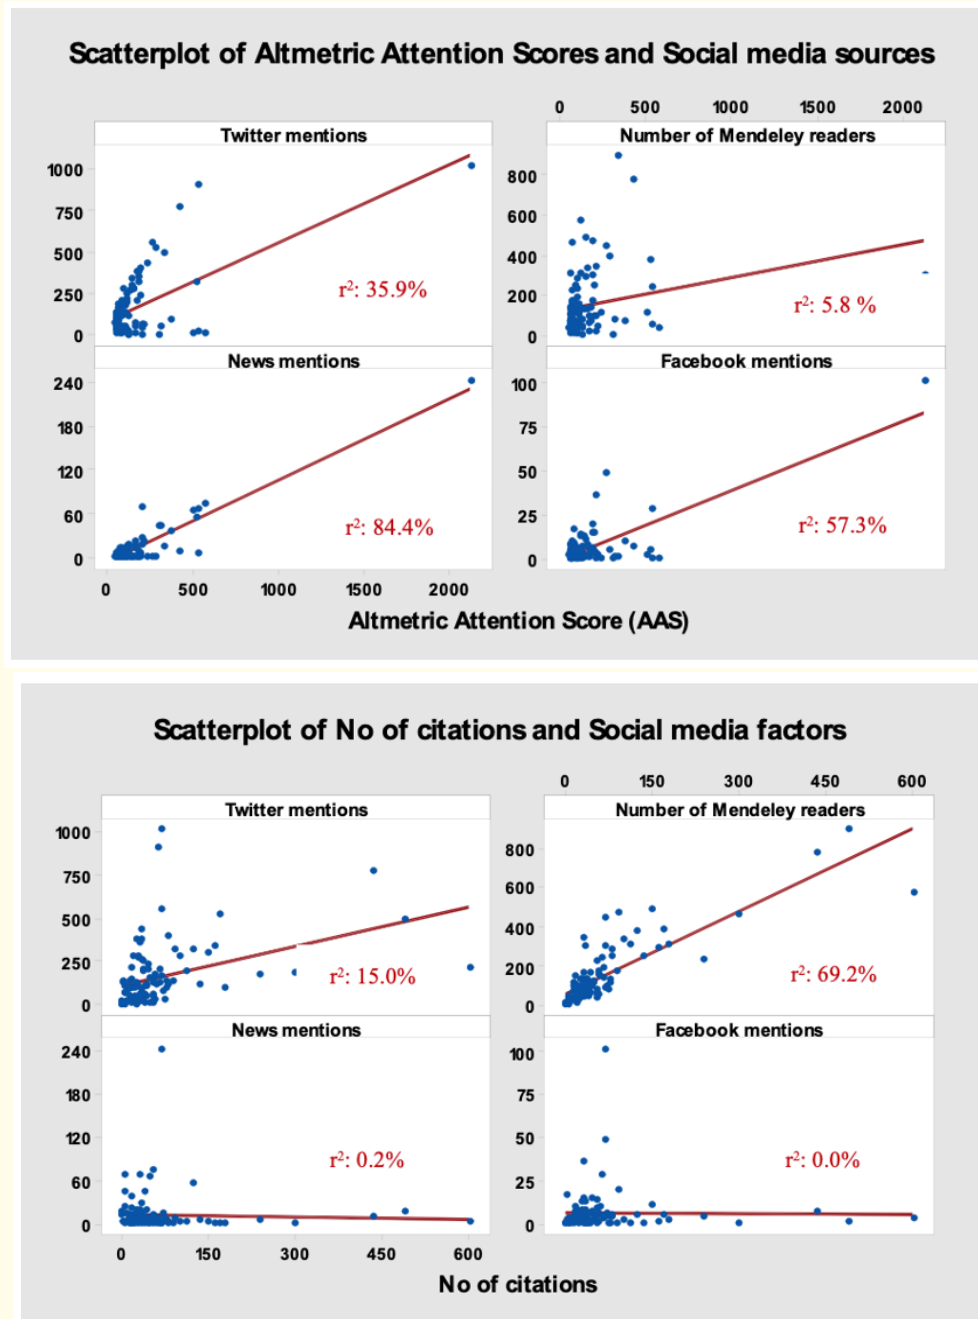 Scatterplot of Altmetric Attention Scores and Social media sources
0 500 1000 1500 2000
Twitter mentions
Number of Mendeley readers
1000
750
500
250
0
r²: 35.9%
800
600
400
200
0
r²: 5.8 %
News mentions
Facebook mentions
240
180
120
60
0
r²: 84.4%
100
75
50
25
0
r²: 57.3%
0 500 1000 1500 2000
Altmetric Attention Score (AAS)
Scatterplot of No of citations and Social media factors
0 150 300 450 600
Twitter mentions
Number of Mendeley readers
1000
750
500
250
0
r²: 15.0%
800
600
400
200
0
r²: 69.2%
News mentions
Facebook mentions
240
180
120
60
0
r²: 0.2%
100
75
50
25
0
r²: 0.0%
0 150 300 450 600
No of citations